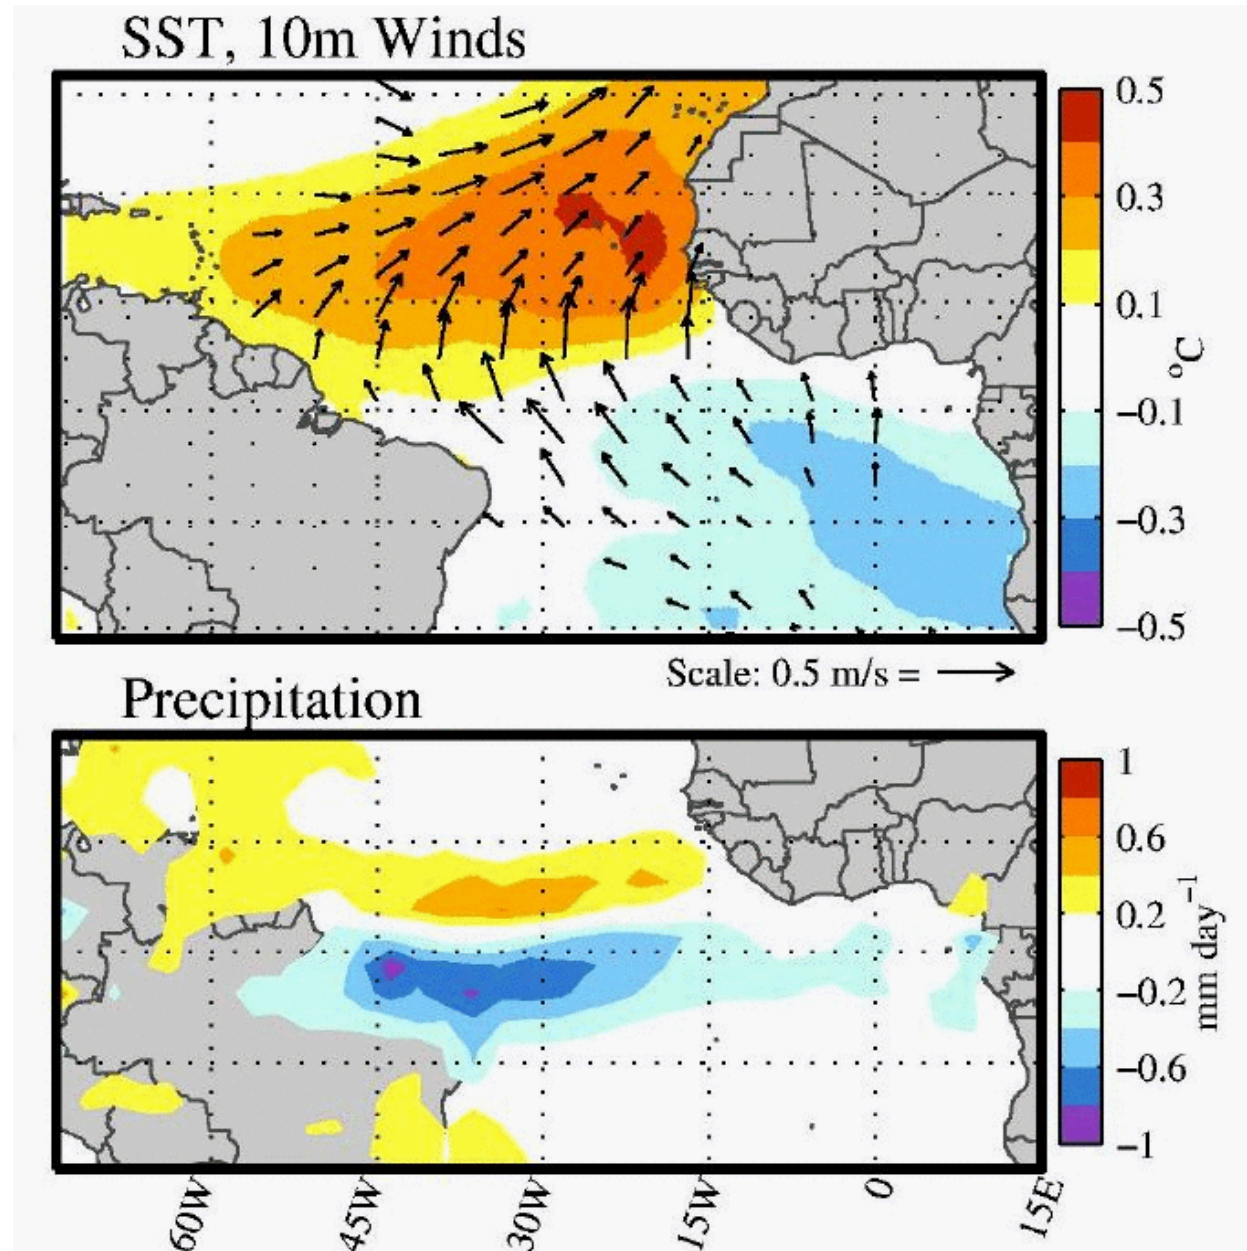 SST, 10m Winds
0.5
0.3
0.1
−0.1
−0.3
−0.5
°C
Scale: 0.5 m/s =
Precipitation
1
0.6
0.2
−0.2
−0.6
−1
mm day⁻¹
60W
45W
30W
15W
0
15E